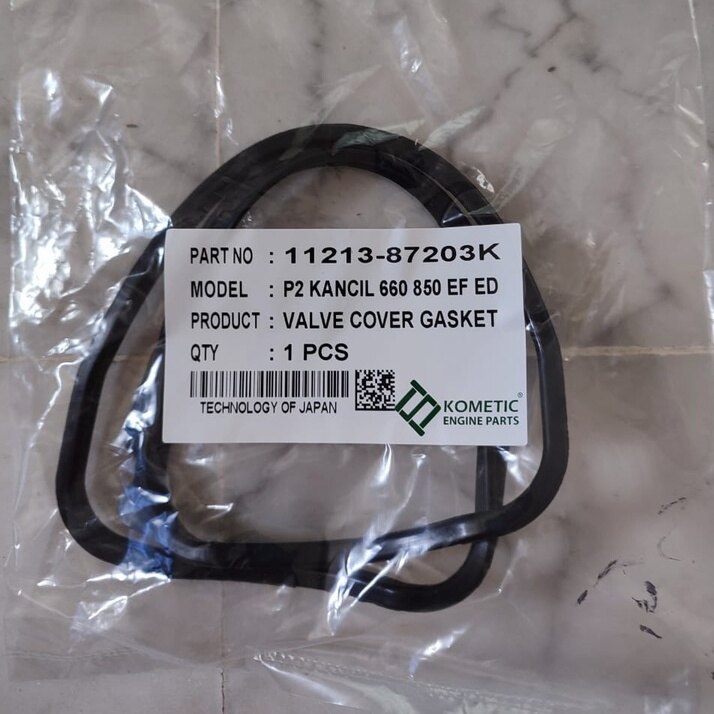 PART NO : 11213-87203K
MODEL : P2 KANCIL 660 850 EF ED
PRODUCT : VALVE COVER GASKET
QTY : 1 PCS
TECHNOLOGY OF JAPAN
KOMETIC®
ENGINE PARTS